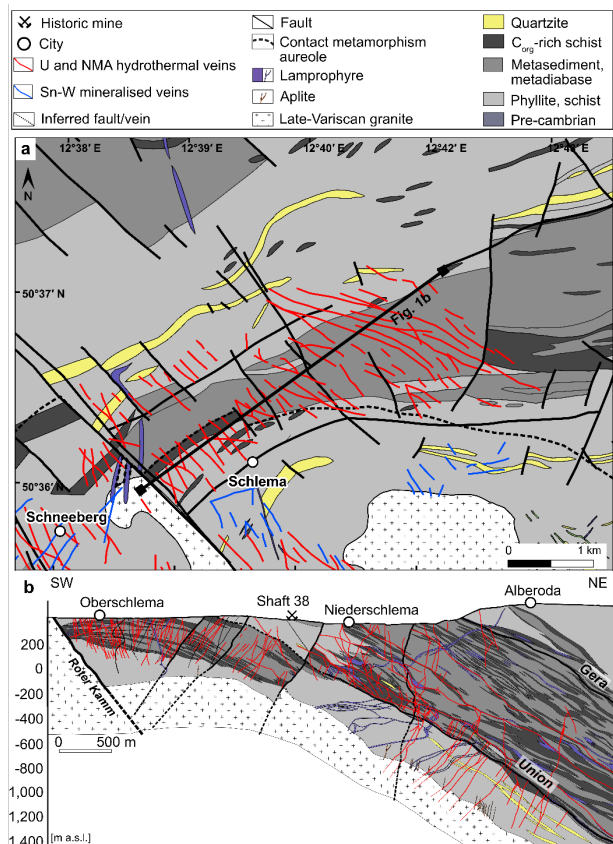 Historic mine
City
U and NMA hydrothermal veins
Sn-W mineralised veins
Inferred fault/vein
Fault
Contact metamorphism
aureole
Lamprophyre
Aplite
Late-Variscan granite
Quartzite
Corg-rich schist
Metasediment,
metadiabase
Phyllite, schist
Pre-cambrian
a
12°38' E
12°39' E
12°40' E
12°42' E
N
50°37' N
Fig. 1b
50°36' N
Schlema
Schneeberg
0 1 km
b
SW
NE
Oberschlema
Shaft 38
Niederschlema
Alberoda
200
0
-200
-400
-600
-800
1,000
1,200
1,400
Roter Kamm
Gera
Union
0 500 m
[m a.s.l.]